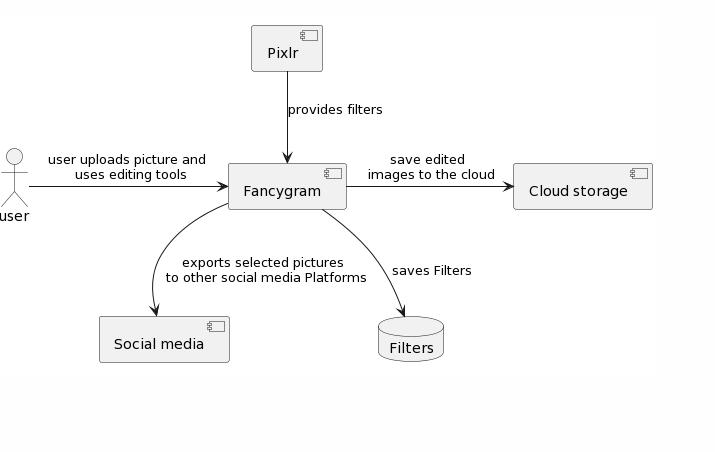 Pixlr
provides filters
user uploads picture and
uses editing tools
save edited
images to the cloud
user
Fancygram
Cloud storage
exports selected pictures
to other social media Platforms
saves Filters
Social media
Filters